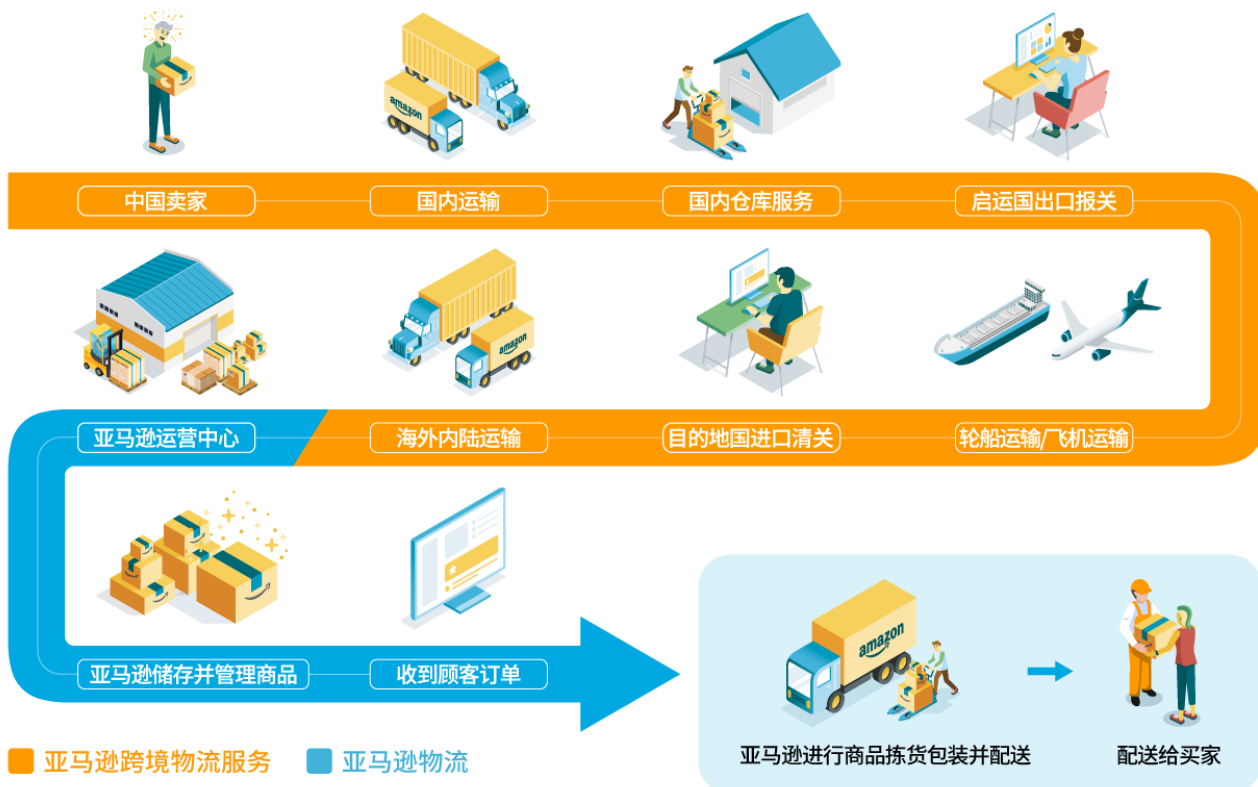 amazon
中国卖家
国内运输
国内仓库服务
启运国出口报关
amazon
轮船运输/飞机运输
目的地国进口清关
海外内陆运输
亚马逊运营中心
亚马逊储存并管理商品
收到顾客订单
amazon
亚马逊进行商品拣货包装并配送
配送给买家
亚马逊跨境物流服务
亚马逊物流